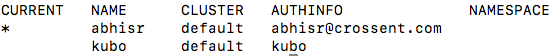 CURRENT   NAME     CLUSTER   AUTHINFO              NAMESPACE
*         abhisr   default   abhisr@crossent.com
          kubo     default   kubo